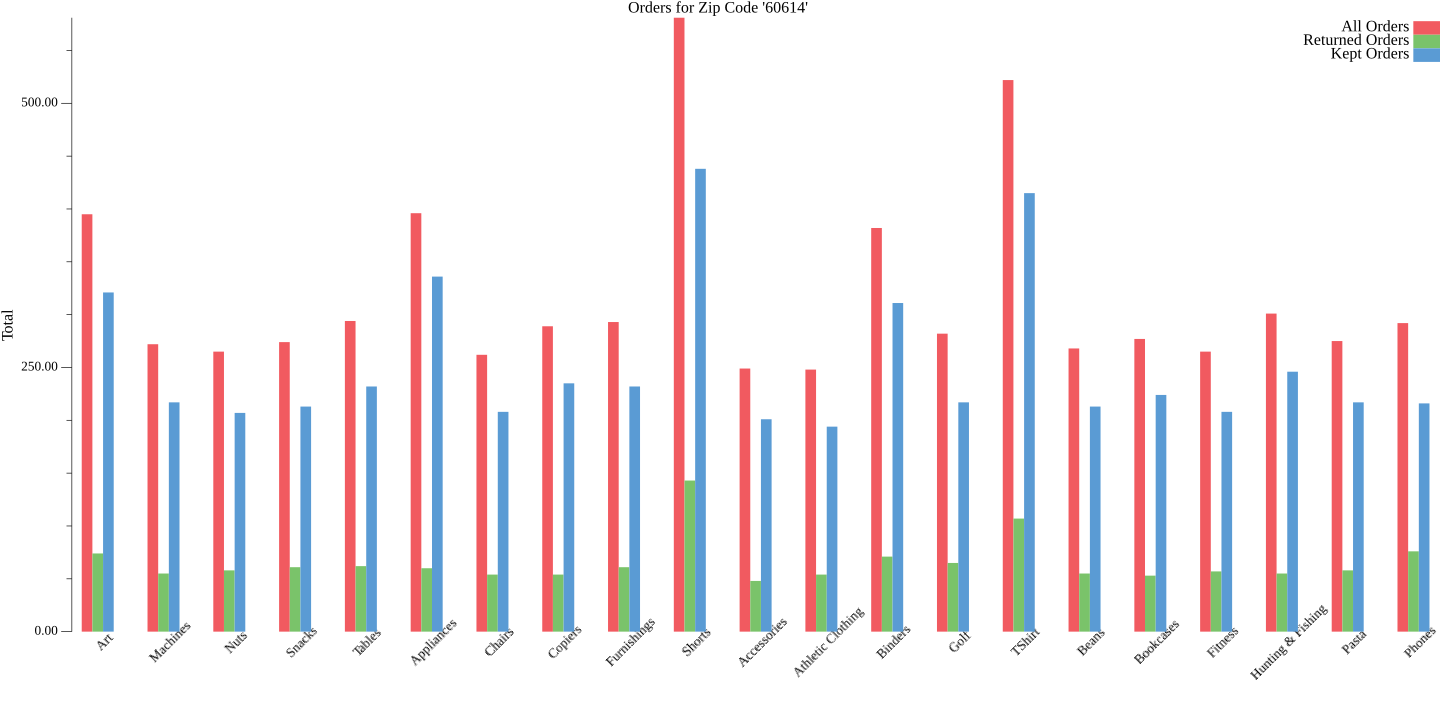 Orders for Zip Code '60614'
All Orders
Returned Orders
Kept Orders
500.00
250.00
0.00
Total
Art
Machines
Nuts
Snacks
Tables
Appliances
Chairs
Copiers
Furnishings
Shorts
Accessories
Athletic Clothing
Binders
Golf
TShirt
Beans
Bookcases
Fitness
Hunting & Fishing
Pasta
Phones